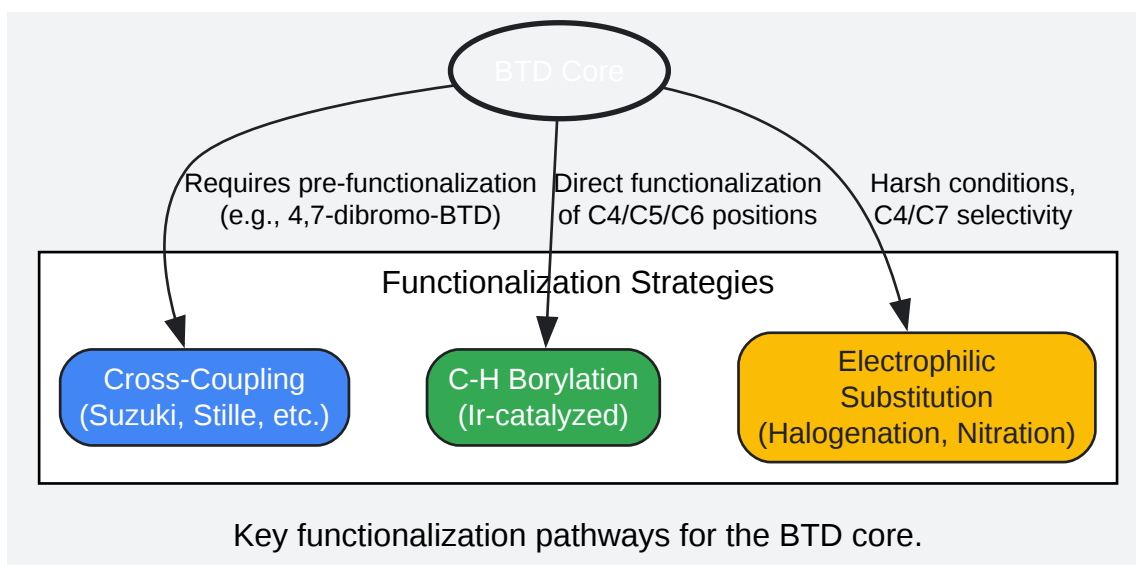 BTD Core
Requires pre-functionalization
(e.g., 4,7-dibromo-BTD)
Direct functionalization
of C4/C5/C6 positions
Harsh conditions,
C4/C7 selectivity
Functionalization Strategies
Cross-Coupling
(Suzuki, Stille, etc.)
C-H Borylation
(Ir-catalyzed)
Electrophilic
Substitution
(Halogenation, Nitration)
Key functionalization pathways for the BTD core.